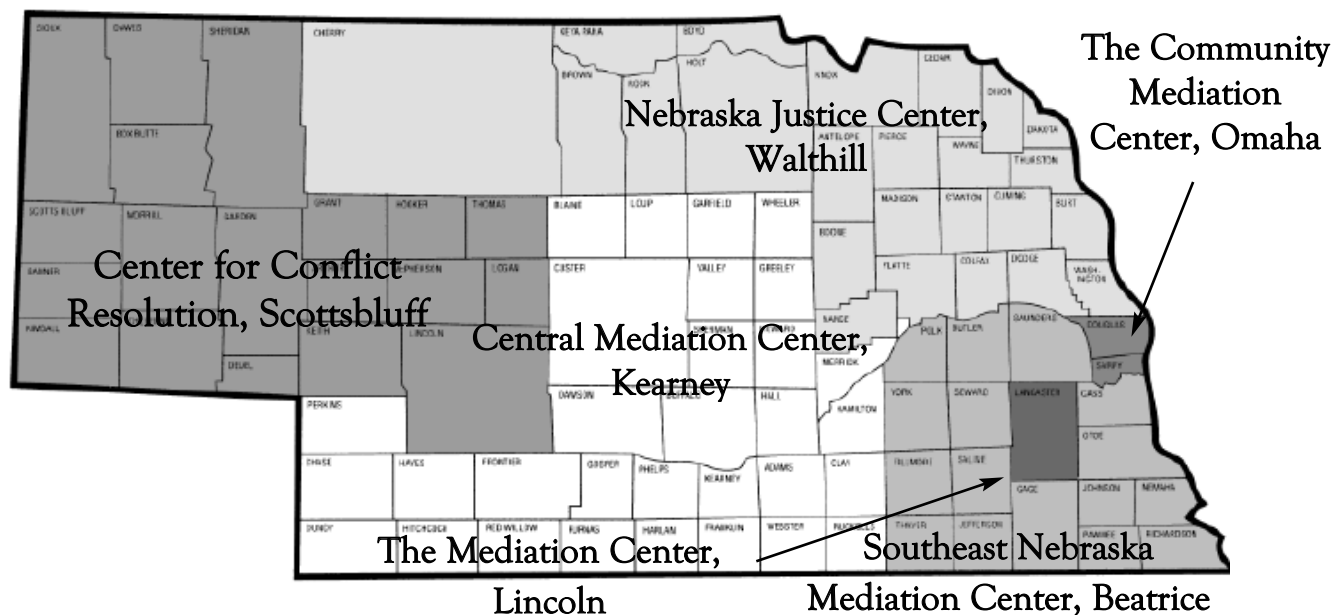 SIOUX
DAWES
SHERIDAN
CHERRY
KEYA PAHA
BOYD
BROWN
ROCK
HOLT
KNOX
CEDAR
DIXON
DAKOTA
The Community
Mediation
Center, Omaha
BOX BUTTE
Nebraska Justice Center,
Walthill
ANTELOPE
PIERCE
WAYNE
THURSTON
SCOTTS BLUFF
MORRILL
GARDEN
GRANT
HOOKER
THOMAS
BLAINE
LOUP
GARFIELD
WHEELER
BOONE
MADISON
STANTON
CUMING
BURT
BANNER
Center for Conflict
Resolution, Scottsbluff
LOGAN
CUSTER
VALLEY
GREELEY
PLATTE
COLFAX
DODGE
WASH-
INGTON
KIMBALL
DEUEL
KEITH
LINCOLN
Central Mediation Center,
Kearney
NANCE
MERRICK
POLK
BUTLER
SAUNDERS
DOUGLAS
SARPY
PERKINS
DAWSON
HALL
HAMILTON
YORK
SEWARD
LANCASTER
CASS
OTOE
CHASE
HAYES
FRONTIER
GOSPER
PHELPS
KEARNEY
ADAMS
CLAY
FILLMORE
SALINE
GAGE
JOHNSON
NEMAHA
DUNDY
HITCHCOCK
RED WILLOW
FURNAS
HARLAN
FRANKLIN
WEBSTER
NUCKOLLS
THAYER
JEFFERSON
PAWNEE
RICHARDSON
The Mediation Center,
Lincoln
Southeast Nebraska
Mediation Center, Beatrice